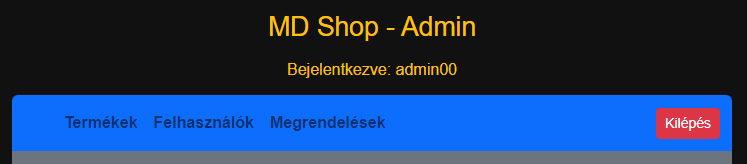 MD Shop - Admin
Bejelentkezve: admin00
Termékek Felhasználók Megrendelések Kilépés